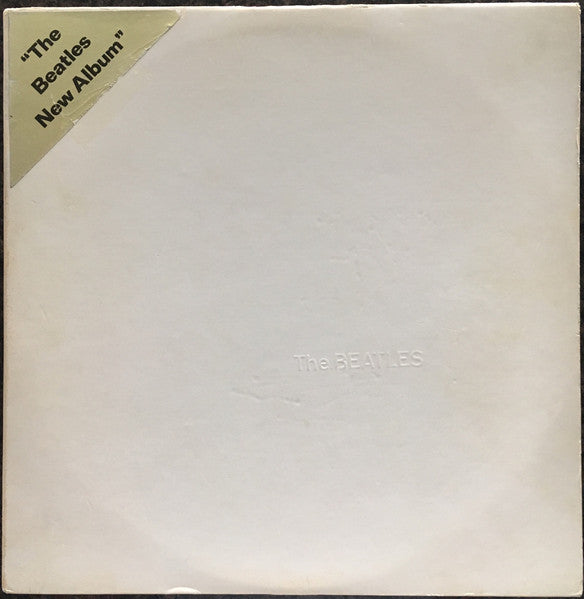 "The
Beatles
New Album"
The BEATLES